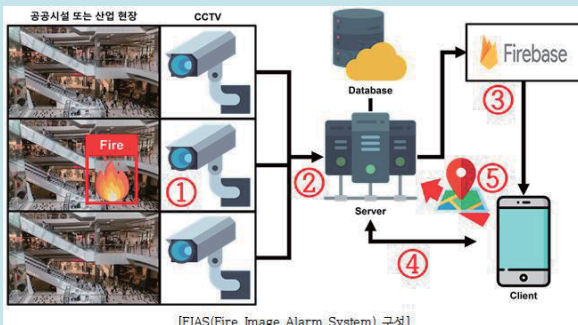 공공시설 또는 산업 현장
CCTV
Fire
①
②
Database
Server
Firebase
③
⑤
④
Client
[FIAS(Fire Image Alarm System) 구성]